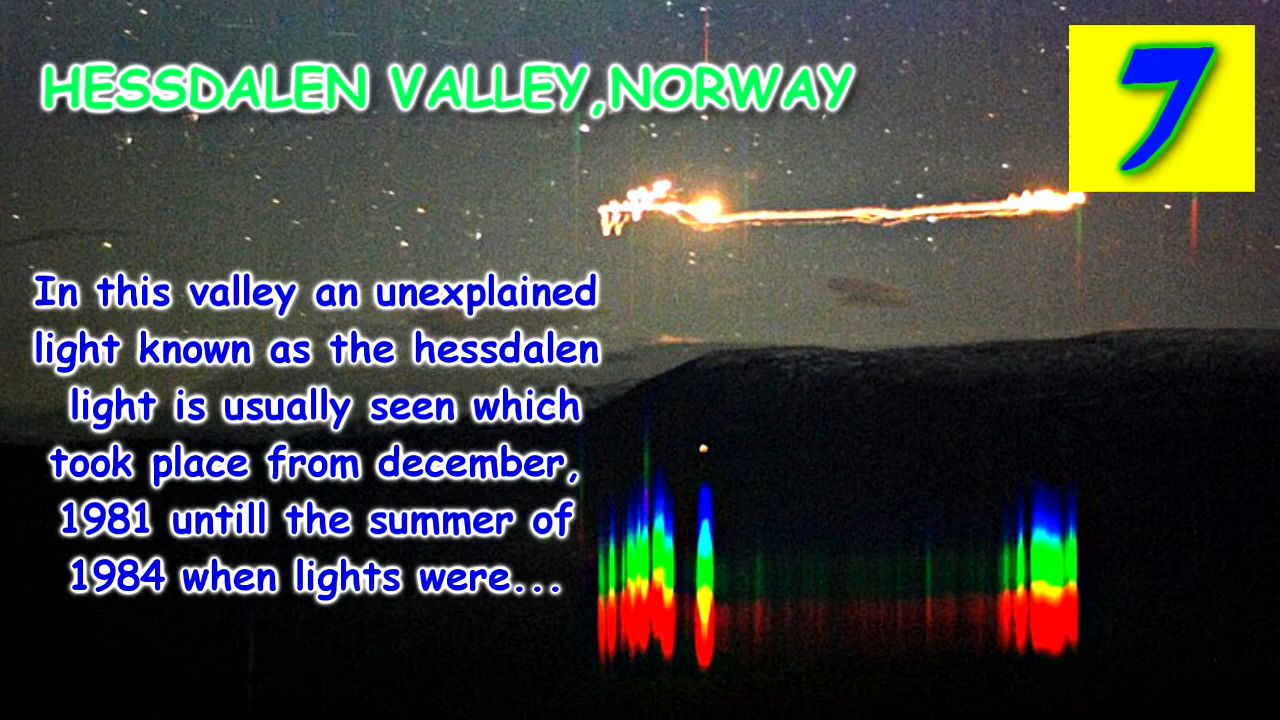 HESSDALEN VALLEY,NORWAY
7
In this valley an unexplained
light known as the hessdalen
light is usually seen which
took place from december,
1981 untill the summer of
1984 when lights were...